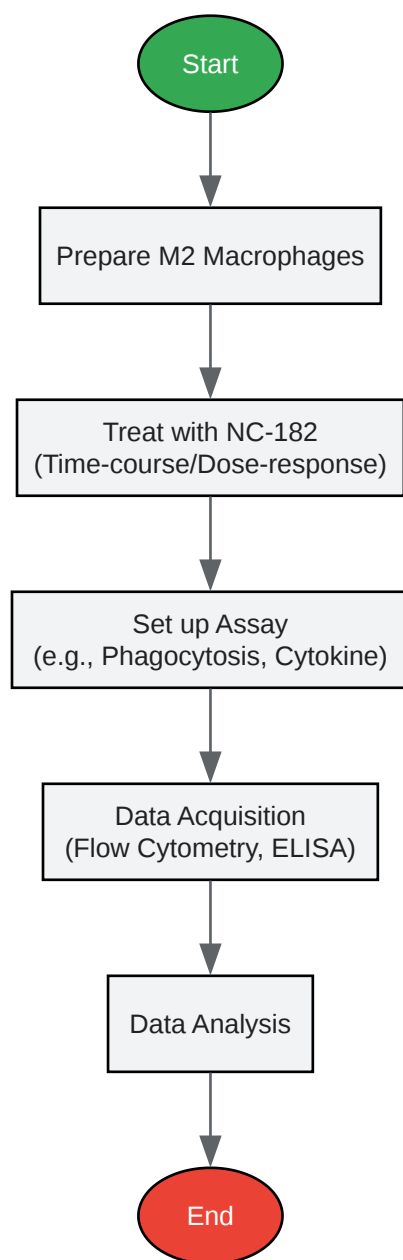 Start
Prepare M2 Macrophages
Treat with NC-182
(Time-course/Dose-response)
Set up Assay
(e.g., Phagocytosis, Cytokine)
Data Acquisition
(Flow Cytometry, ELISA)
Data Analysis
End